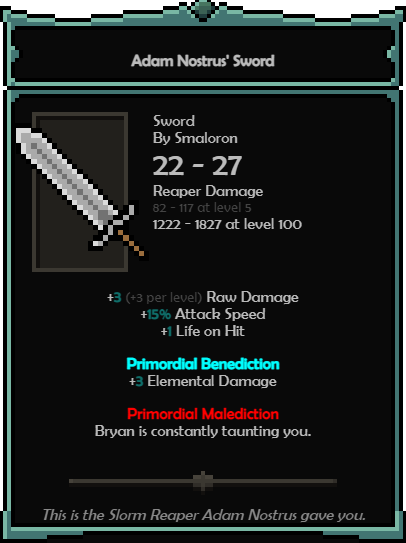 Adam Nostrus' Sword
Sword
By Smaloron
22 - 27
Reaper Damage
82 - 117 at level 5
1222 - 1827 at level 100
+3 (+3 per level) Raw Damage
+15% Attack Speed
+1 Life on Hit
Primordial Benediction
+3 Elemental Damage
Primordial Malediction
Bryan is constantly taunting you.
This is the Slorm Reaper Adam Nostrus gave you.